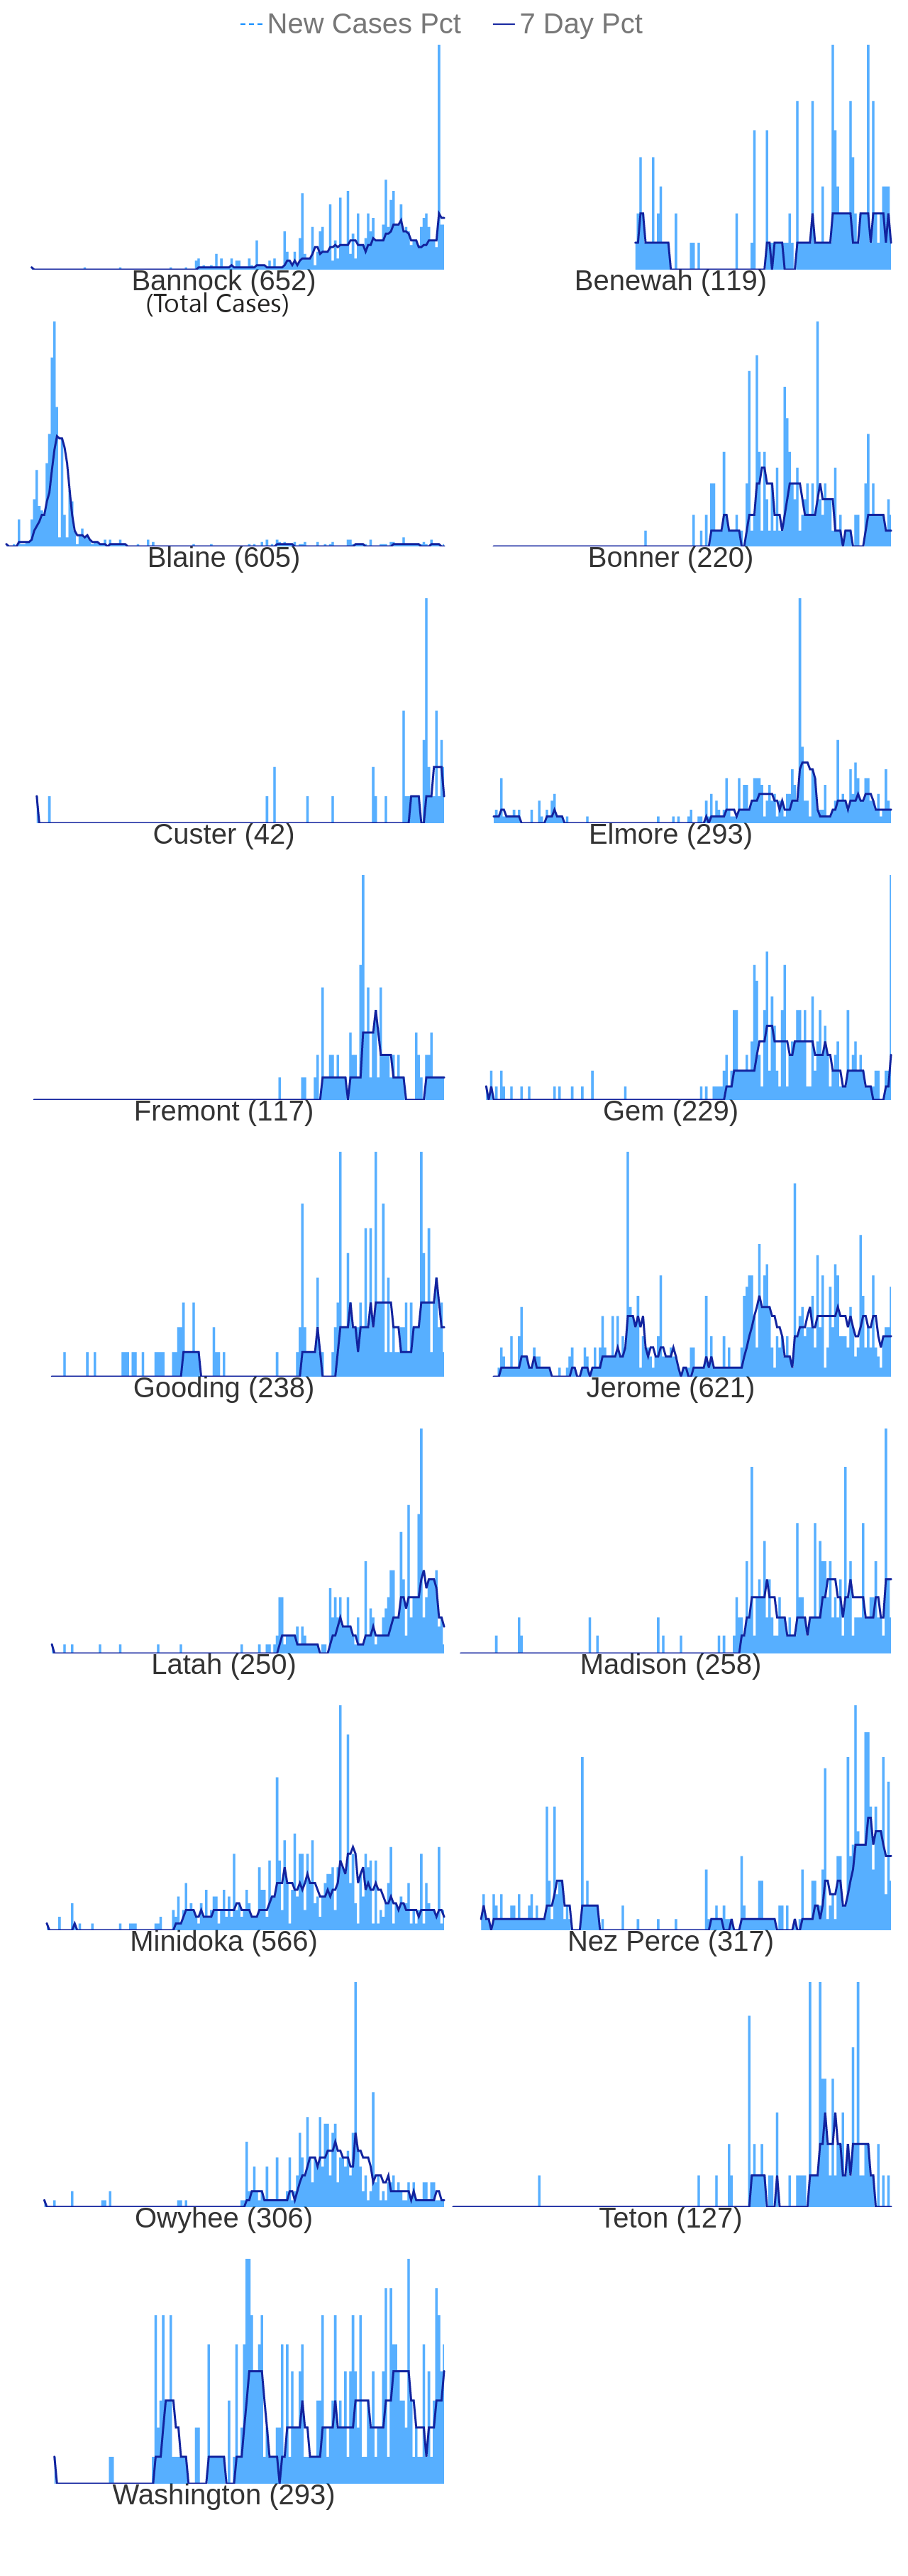 New Cases Pct 7 Day Pct
Bannock (652) Benewah (119)
(Total Cases)
Blaine (605) Bonner (220)
Custer (42) Elmore (293)
Fremont (117) Gem (229)
Gooding (238) Jerome (621)
Latah (250) Madison (258)
Minidoka (566) Nez Perce (317)
Owyhee (306) Teton (127)
Washington (293)